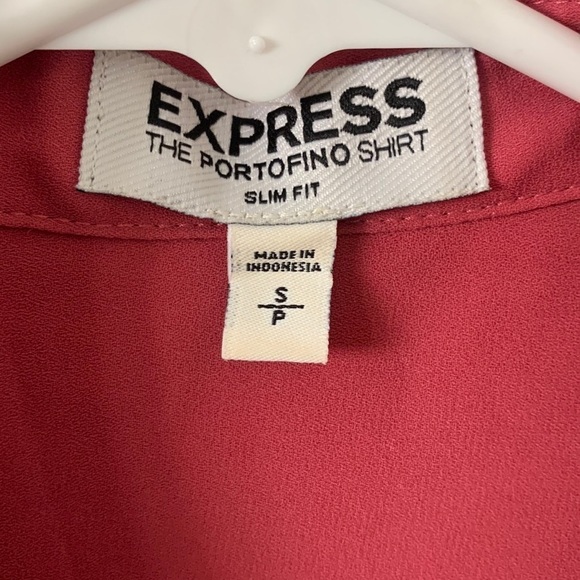 EXPRESS
THE PORTOFINO SHIRT
SLIM FIT
MADE IN
INDONESIA
S
P